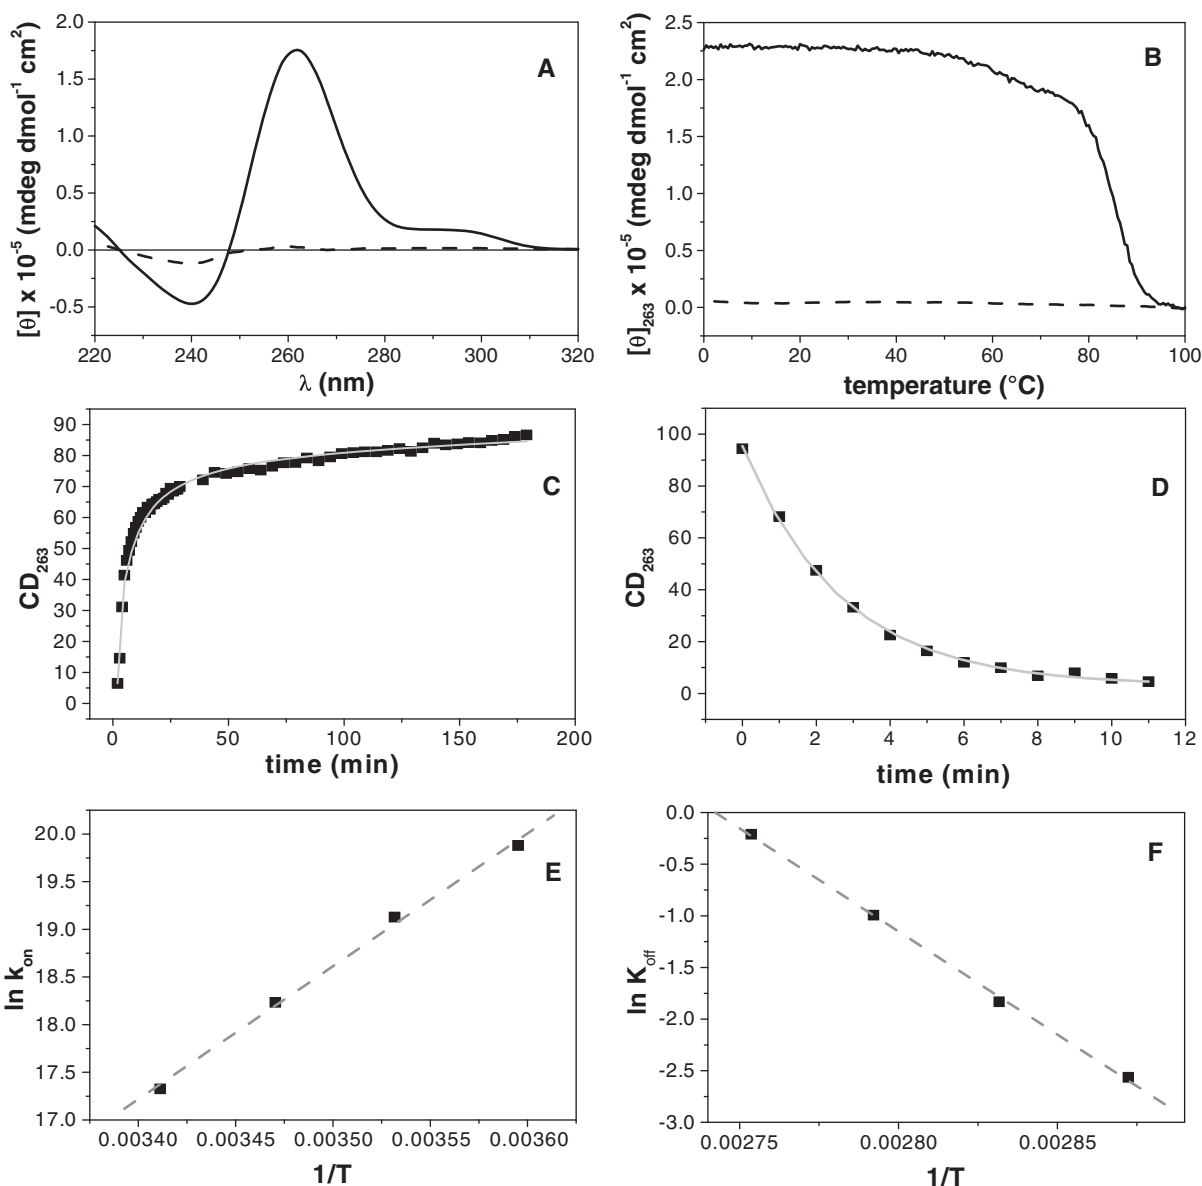 [θ] x 10⁻⁵ (mdeg dmol⁻¹ cm²)
2.0
1.5
1.0
0.5
0.0
-0.5
A
220 240 260 280 300 320
λ (nm)
[θ]₂₆₃ x 10⁻⁵ (mdeg dmol⁻¹ cm²)
2.5
2.0
1.5
1.0
0.5
0.0
B
0 20 40 60 80 100
temperature (°C)
CD₂₆₃
90
80
70
60
50
40
30
20
10
0
C
0 50 100 150 200
time (min)
CD₂₆₃
100
80
60
40
20
0
D
0 2 4 6 8 10 12
time (min)
ln kon
20.0
19.5
19.0
18.5
18.0
17.5
17.0
E
0.00340 0.00345 0.00350 0.00355 0.00360
1/T
ln Koff
0.0
-0.5
-1.0
-1.5
-2.0
-2.5
-3.0
F
0.00275 0.00280 0.00285
1/T